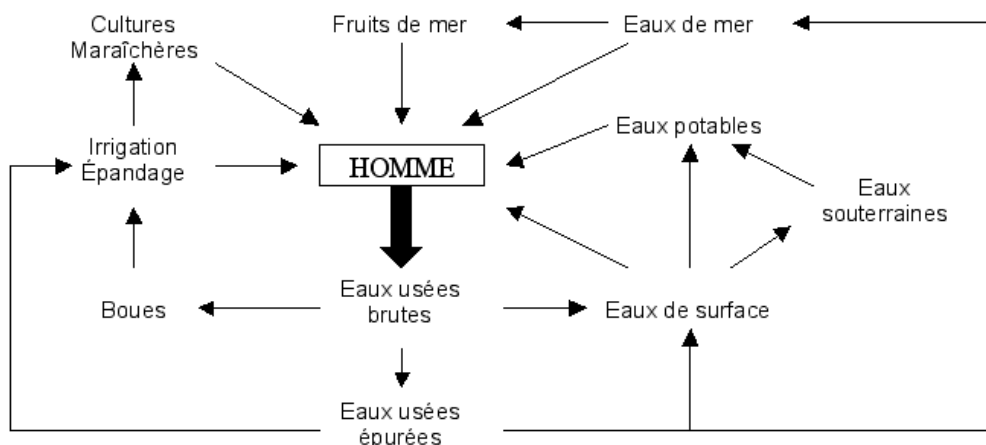 Cultures
Maraîchères
Fruits de mer
Eaux de mer
Eaux potables
Irrigation
Épandage
HOMME
Eaux
souterraines
Boues
Eaux usées
brutes
Eaux de surface
Eaux usées
épurées